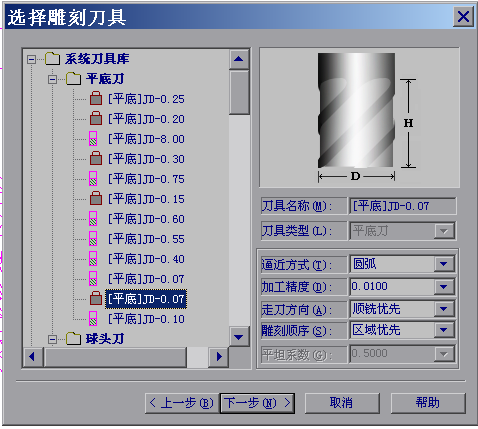 选择雕刻刀具
系统刀具库
平底刀
[平底]JD-0.25
[平底]JD-0.20
[平底]JD-8.00
[平底]JD-0.30
[平底]JD-0.75
[平底]JD-0.15
[平底]JD-0.60
[平底]JD-0.55
[平底]JD-0.40
[平底]JD-0.07
[平底]JD-0.07
[平底]JD-0.10
球头刀
H
D
刀具名称(M): [平底]JD-0.07
刀具类型(L): 平底刀
逼近方式(T): 圆弧
加工精度(D): 0.0100
走刀方向(A): 顺铣优先
雕刻顺序(S): 区域优先
平坦系数(G): 0.5000
< 上一步(B) 下一步(N) > 取消 帮助